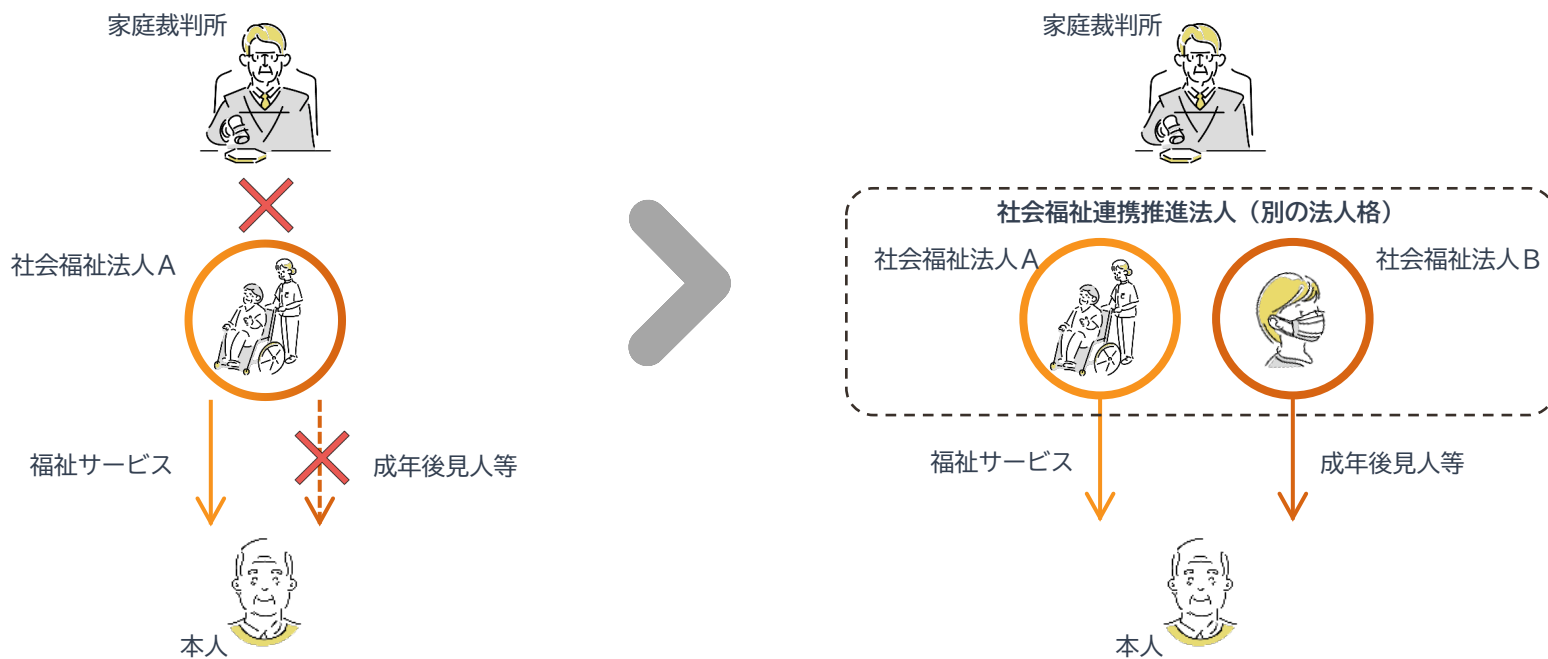 家庭裁判所
社会福祉法人A
福祉サービス
成年後見人等
本人
家庭裁判所
社会福祉連携推進法人（別の法人格）
社会福祉法人A
社会福祉法人B
福祉サービス
成年後見人等
本人